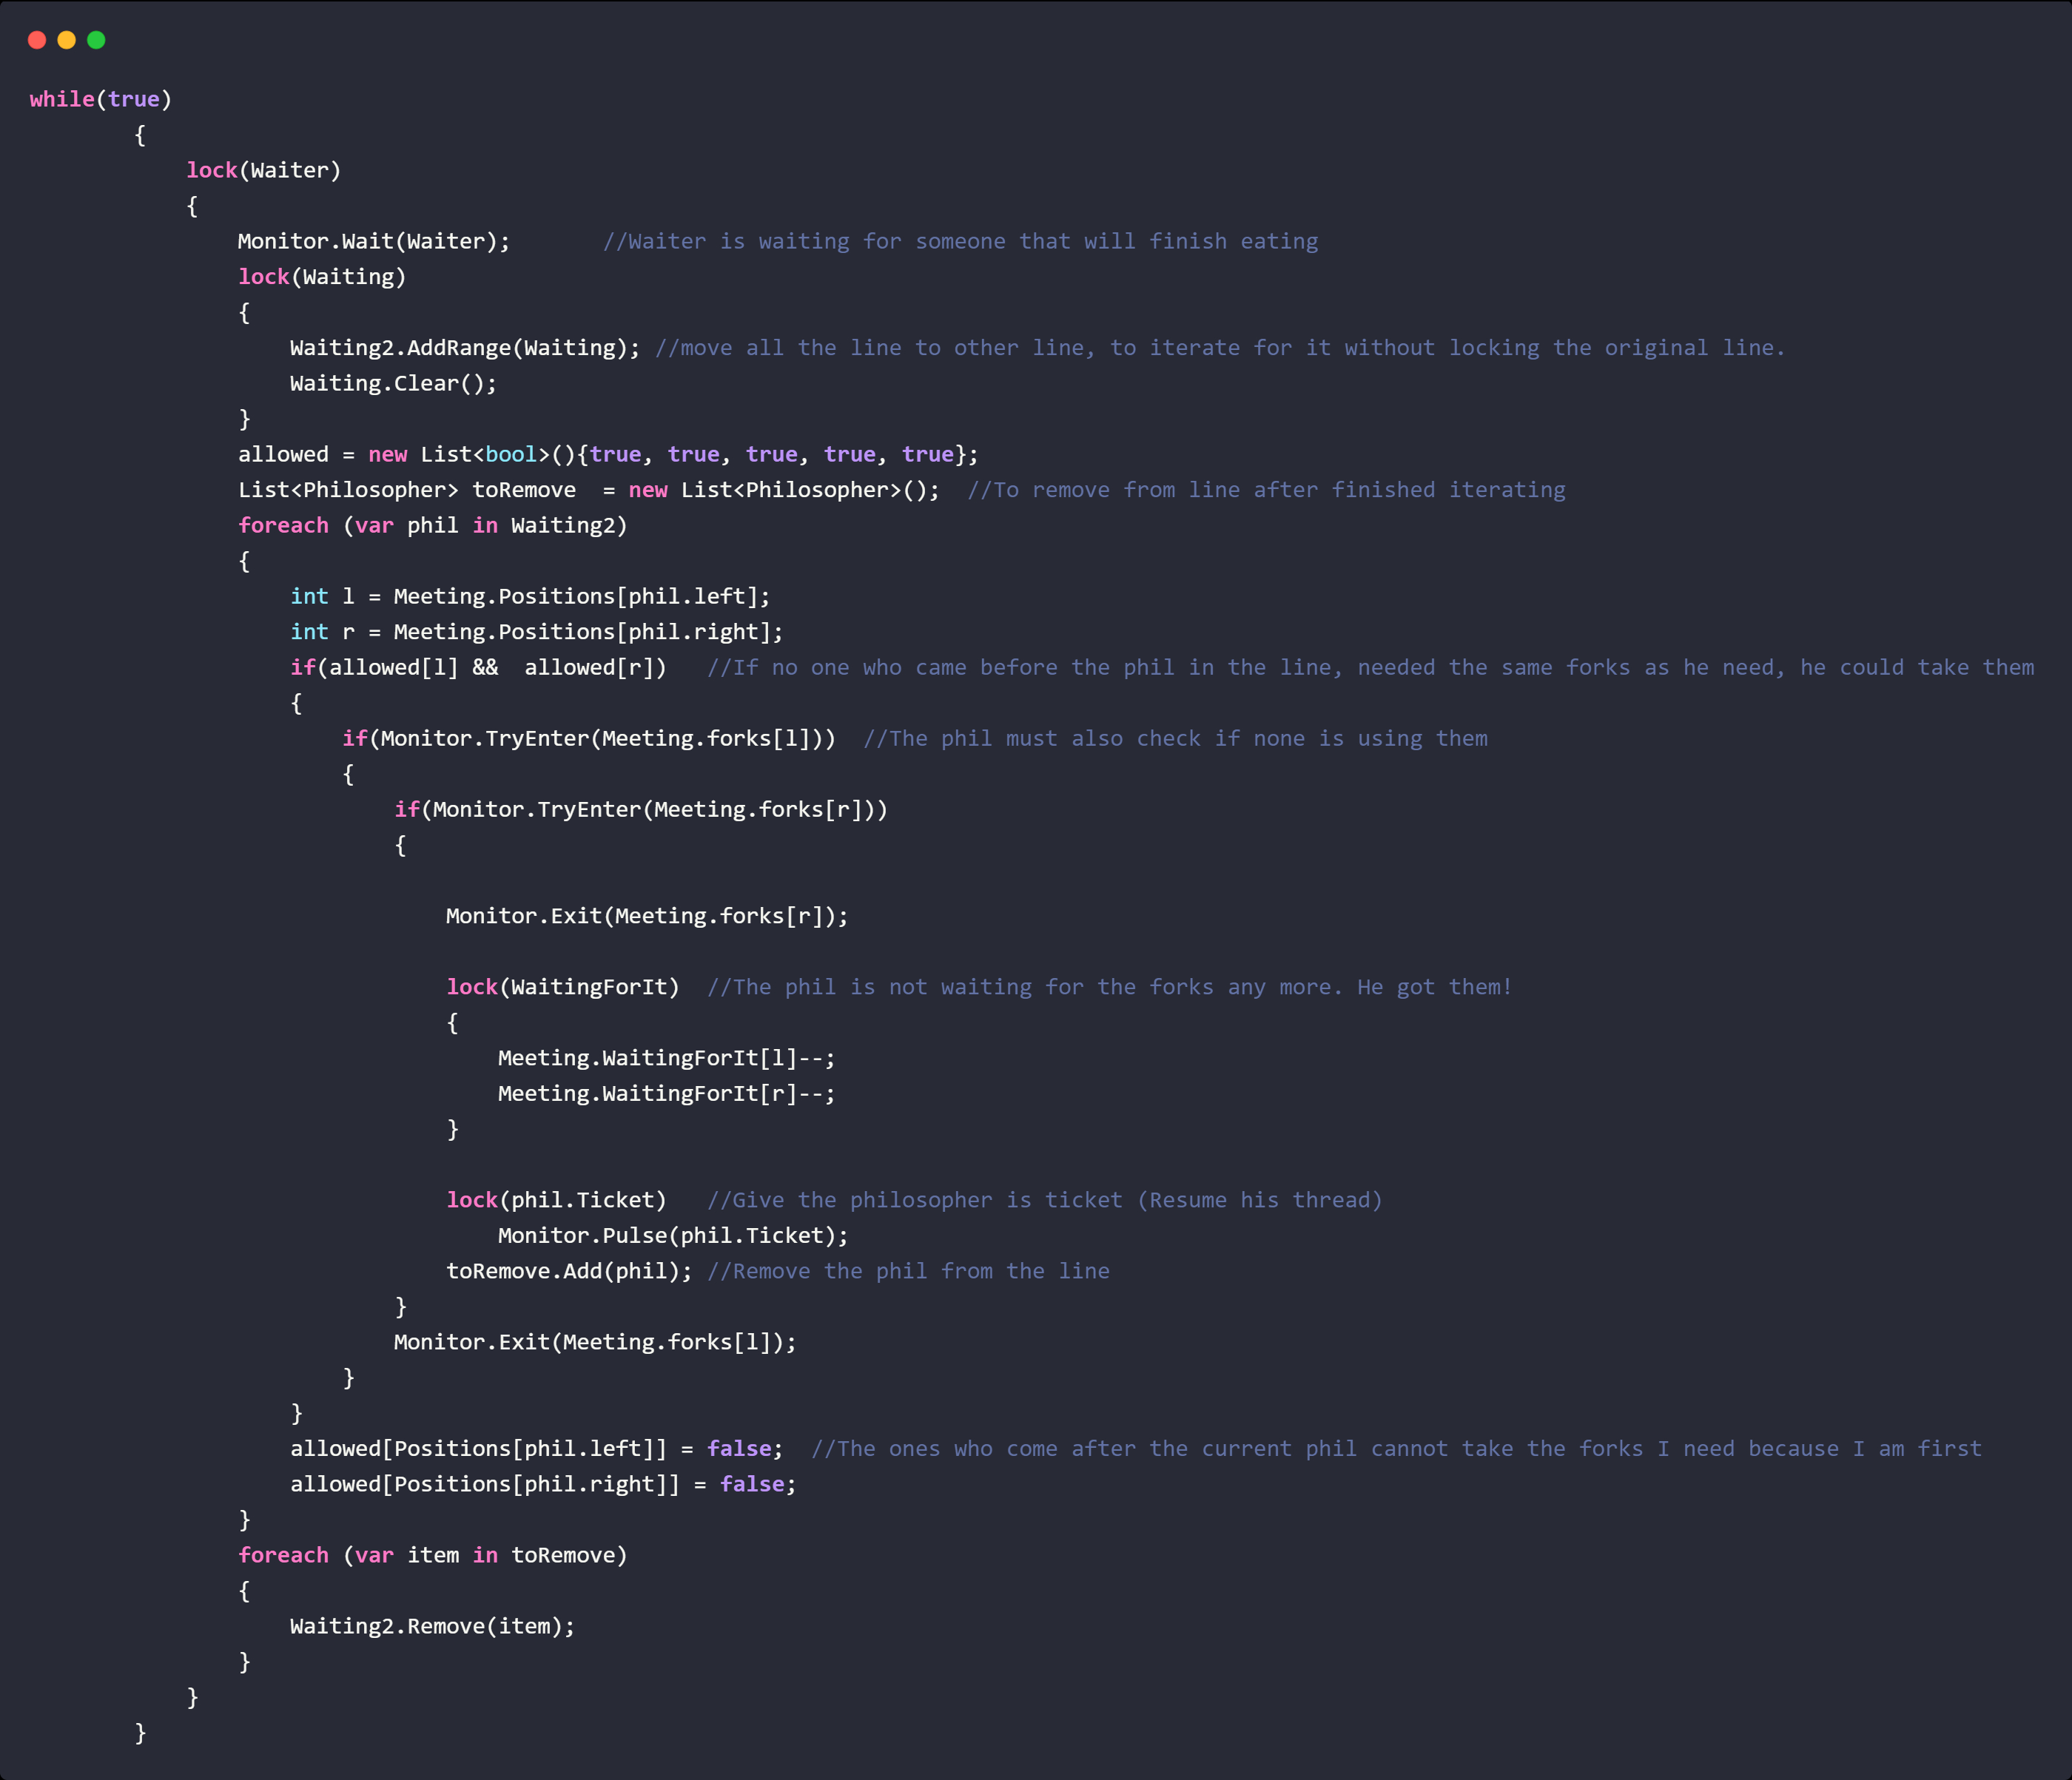 while(true)
{
lock(Waiter)
{
Monitor.Wait(Waiter);       //Waiter is waiting for someone that will finish eating
lock(Waiting)
{
Waiting2.AddRange(Waiting); //move all the line to other line, to iterate for it without locking the original line.
Waiting.Clear();
}
allowed = new List<bool>(){true, true, true, true, true};
List<Philosopher> toRemove  = new List<Philosopher>();  //To remove from line after finished iterating
foreach (var phil in Waiting2)
{
int l = Meeting.Positions[phil.left];
int r = Meeting.Positions[phil.right];
if(allowed[l] &&  allowed[r])   //If no one who came before the phil in the line, needed the same forks as he need, he could take them
{
if(Monitor.TryEnter(Meeting.forks[l]))  //The phil must also check if none is using them
{
if(Monitor.TryEnter(Meeting.forks[r]))
{
Monitor.Exit(Meeting.forks[r]);
lock(WaitingForIt)  //The phil is not waiting for the forks any more. He got them!
{
Meeting.WaitingForIt[l]--;
Meeting.WaitingForIt[r]--;
}
lock(phil.Ticket)   //Give the philosopher is ticket (Resume his thread)
Monitor.Pulse(phil.Ticket);
toRemove.Add(phil); //Remove the phil from the line
}
Monitor.Exit(Meeting.forks[l]);
}
}
allowed[Positions[phil.left]] = false;  //The ones who come after the current phil cannot take the forks I need because I am first
allowed[Positions[phil.right]] = false;
}
foreach (var item in toRemove)
{
Waiting2.Remove(item);
}
}
}